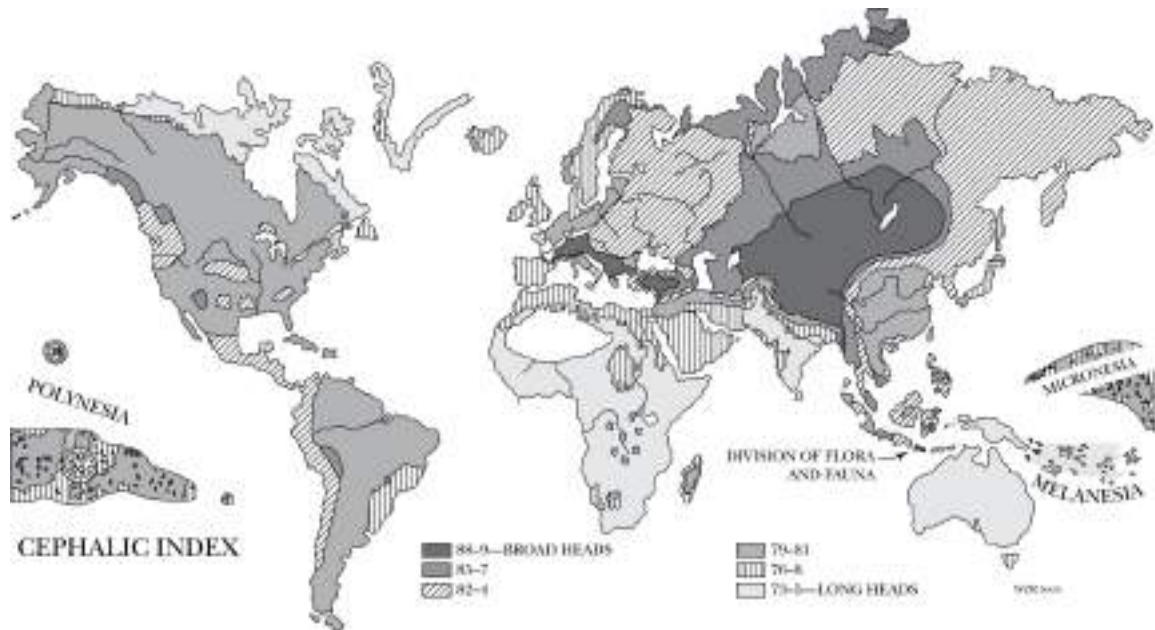 POLYNESIA
MICRONESIA
DIVISION OF FLORA
AND FAUNA
MELANESIA
CEPHALIC INDEX
88–9—BROAD HEADS
85–7
82–4
79–81
76–8
73–5—LONG HEADS